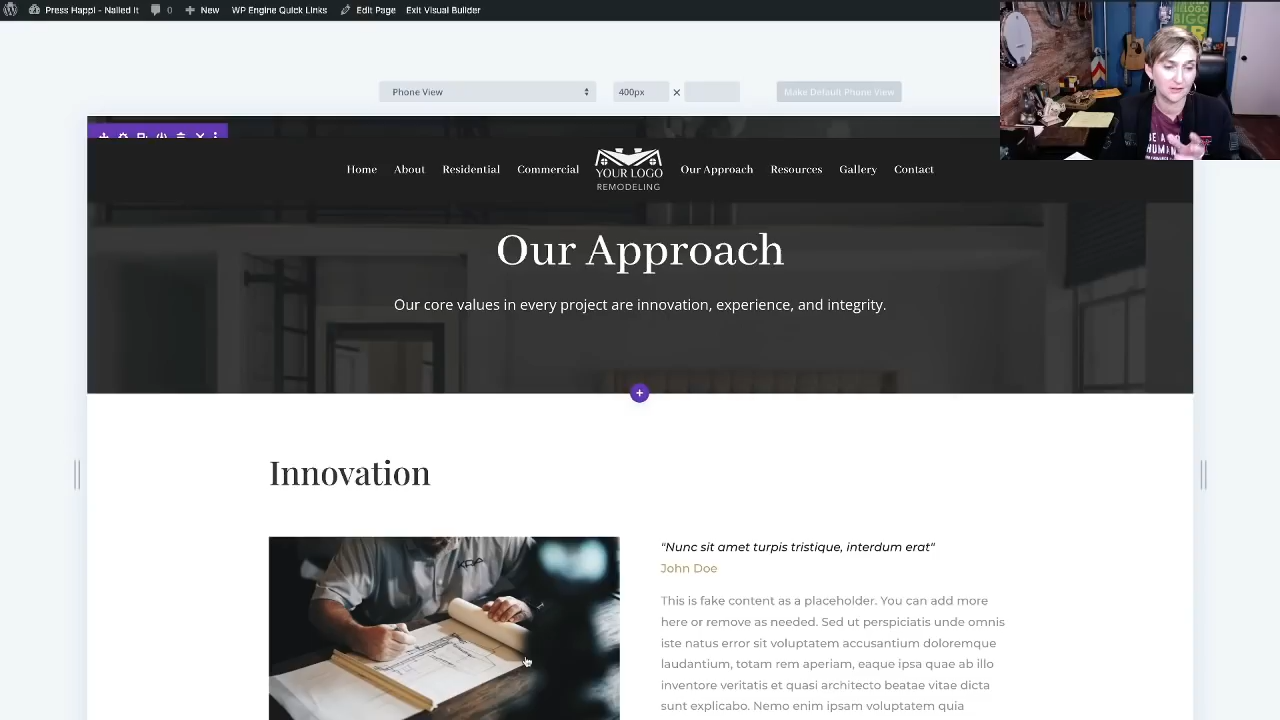 Press Happi - Nailed It
0
New
WP Engine Quick Links
Edit Page
Exit Visual Builder
Phone View
400px
Make Default Phone View
Home
About
Residential
Commercial
YOUR LOGO
REMODELING
Our Approach
Resources
Gallery
Contact
Our Approach
Our core values in every project are innovation, experience, and integrity.
Innovation
"Nunc sit amet turpis tristique, interdum erat"
John Doe
This is fake content as a placeholder. You can add more
here or remove as needed. Sed ut perspiciatis unde omnis
iste natus error sit voluptatem accusantium doloremque
laudantium, totam rem aperiam, eaque ipsa quae ab illo
inventore veritatis et quasi architecto beatae vitae dicta
sunt explicabo. Nemo enim ipsam voluptatem quia